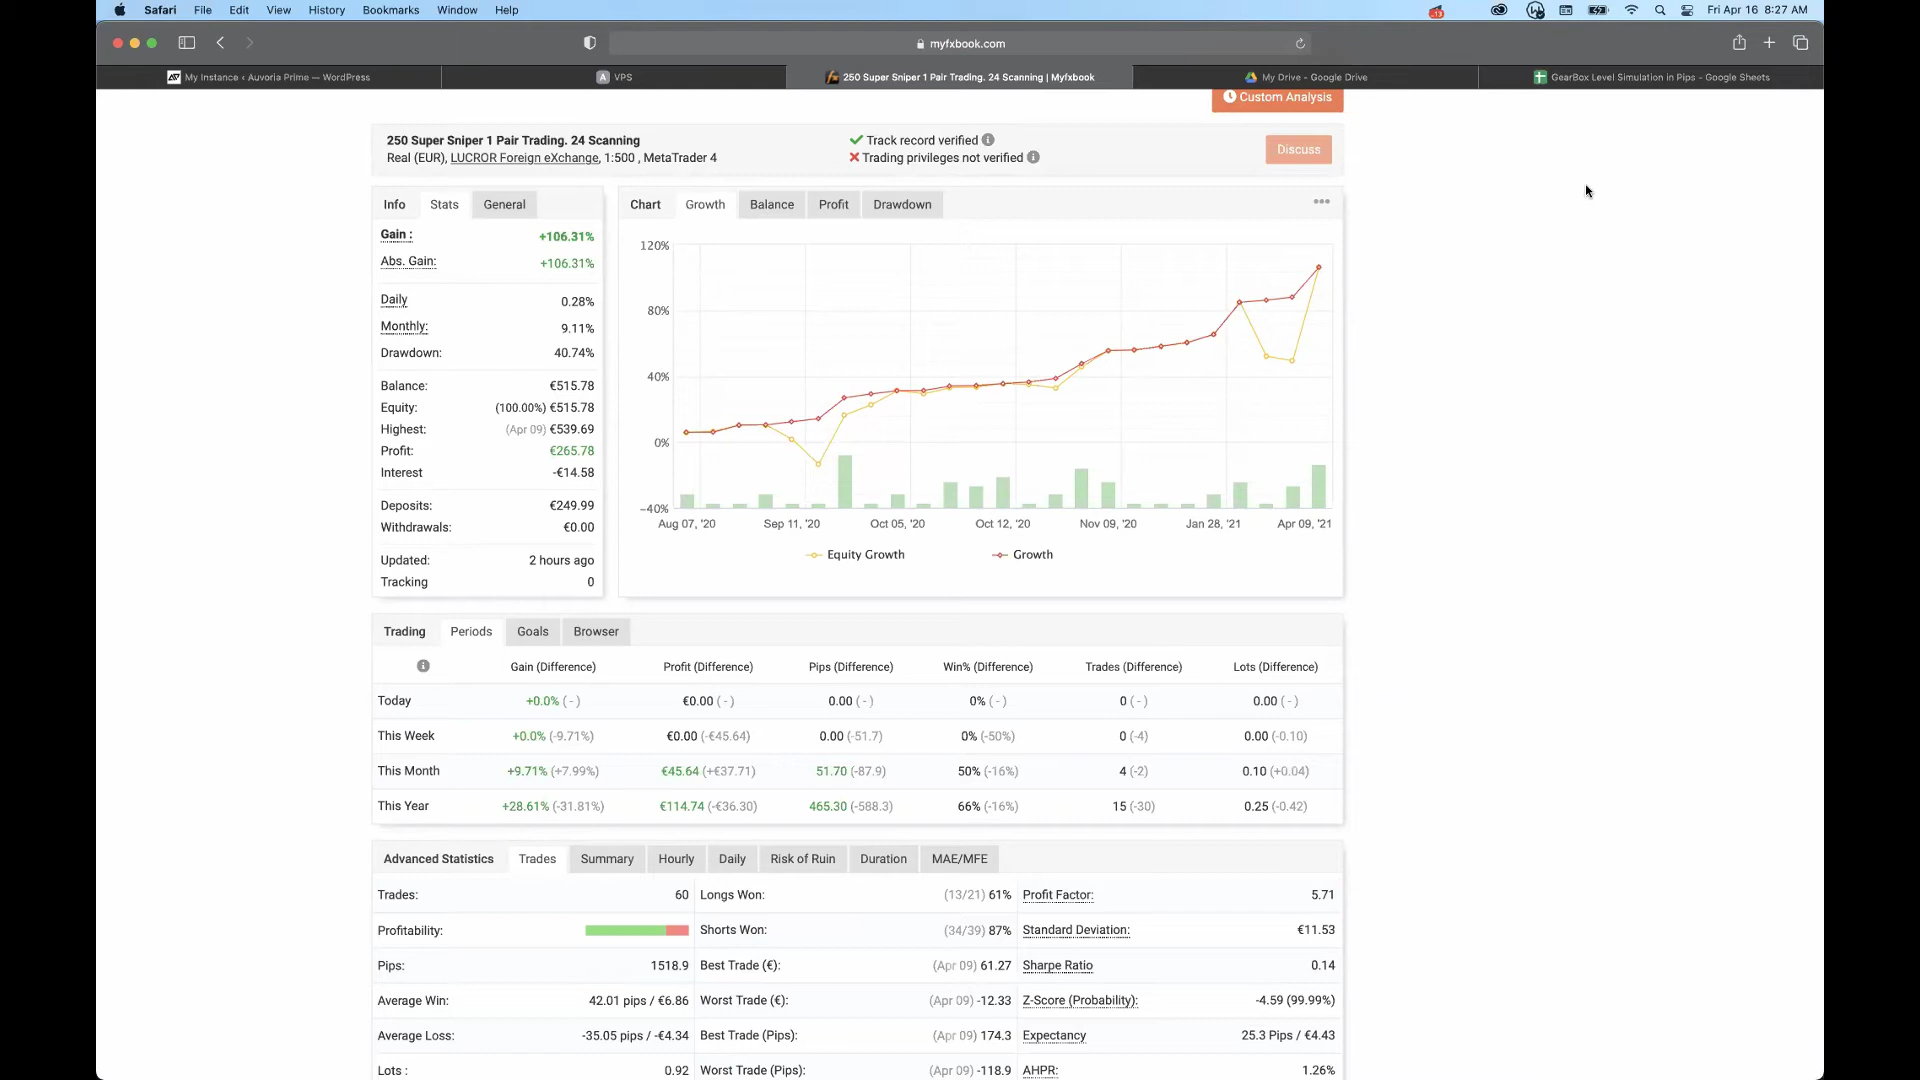 Safari File Edit View History Bookmarks Window Help Fri Apr 16 8:27 AM
myfxbook.com
My Instance ‹ Auvoria Prime — WordPress
VPS
250 Super Sniper 1 Pair Trading. 24 Scanning | Myfxbook
My Drive - Google Drive
GearBox Level Simulation in Pips - Google Sheets
Custom Analysis
250 Super Sniper 1 Pair Trading. 24 Scanning
Real (EUR), LUCROR Foreign eXchange, 1:500 , MetaTrader 4
Track record verified
Trading privileges not verified
Discuss
Info Stats General
Gain : +106.31%
Abs. Gain: +106.31%
Daily 0.28%
Monthly: 9.11%
Drawdown: 40.74%
Balance: €515.78
Equity: (100.00%) €515.78
Highest: (Apr 09) €539.69
Profit: €265.78
Interest -€14.58
Deposits: €249.99
Withdrawals: €0.00
Updated: 2 hours ago
Tracking 0
Chart Growth Balance Profit Drawdown
120%
80%
40%
0%
-40%
Aug 07, '20 Sep 11, '20 Oct 05, '20 Oct 12, '20 Nov 09, '20 Jan 28, '21 Apr 09, '21
Equity Growth Growth
Trading Periods Goals Browser
Gain (Difference) Profit (Difference) Pips (Difference) Win% (Difference) Trades (Difference) Lots (Difference)
Today +0.0% ( - ) €0.00 ( - ) 0.00 ( - ) 0% ( - ) 0 ( - ) 0.00 ( - )
This Week +0.0% (-9.71%) €0.00 (-€45.64) 0.00 (-51.7) 0% (-50%) 0 (-4) 0.00 (-0.10)
This Month +9.71% (+7.99%) €45.64 (+€37.71) 51.70 (-87.9) 50% (-16%) 4 (-2) 0.10 (+0.04)
This Year +28.61% (-31.81%) €114.74 (-€36.30) 465.30 (-588.3) 66% (-16%) 15 (-30) 0.25 (-0.42)
Advanced Statistics Trades Summary Hourly Daily Risk of Ruin Duration MAE/MFE
Trades: 60 Longs Won: (13/21) 61% Profit Factor: 5.71
Profitability: Shorts Won: (34/39) 87% Standard Deviation: €11.53
Pips: 1518.9 Best Trade (€): (Apr 09) 61.27 Sharpe Ratio 0.14
Average Win: 42.01 pips / €6.86 Worst Trade (€): (Apr 09) -12.33 Z-Score (Probability): -4.59 (99.99%)
Average Loss: -35.05 pips / -€4.34 Best Trade (Pips): (Apr 09) 174.3 Expectancy 25.3 Pips / €4.43
Lots : 0.92 Worst Trade (Pips): (Apr 09) -118.9 AHPR: 1.26%